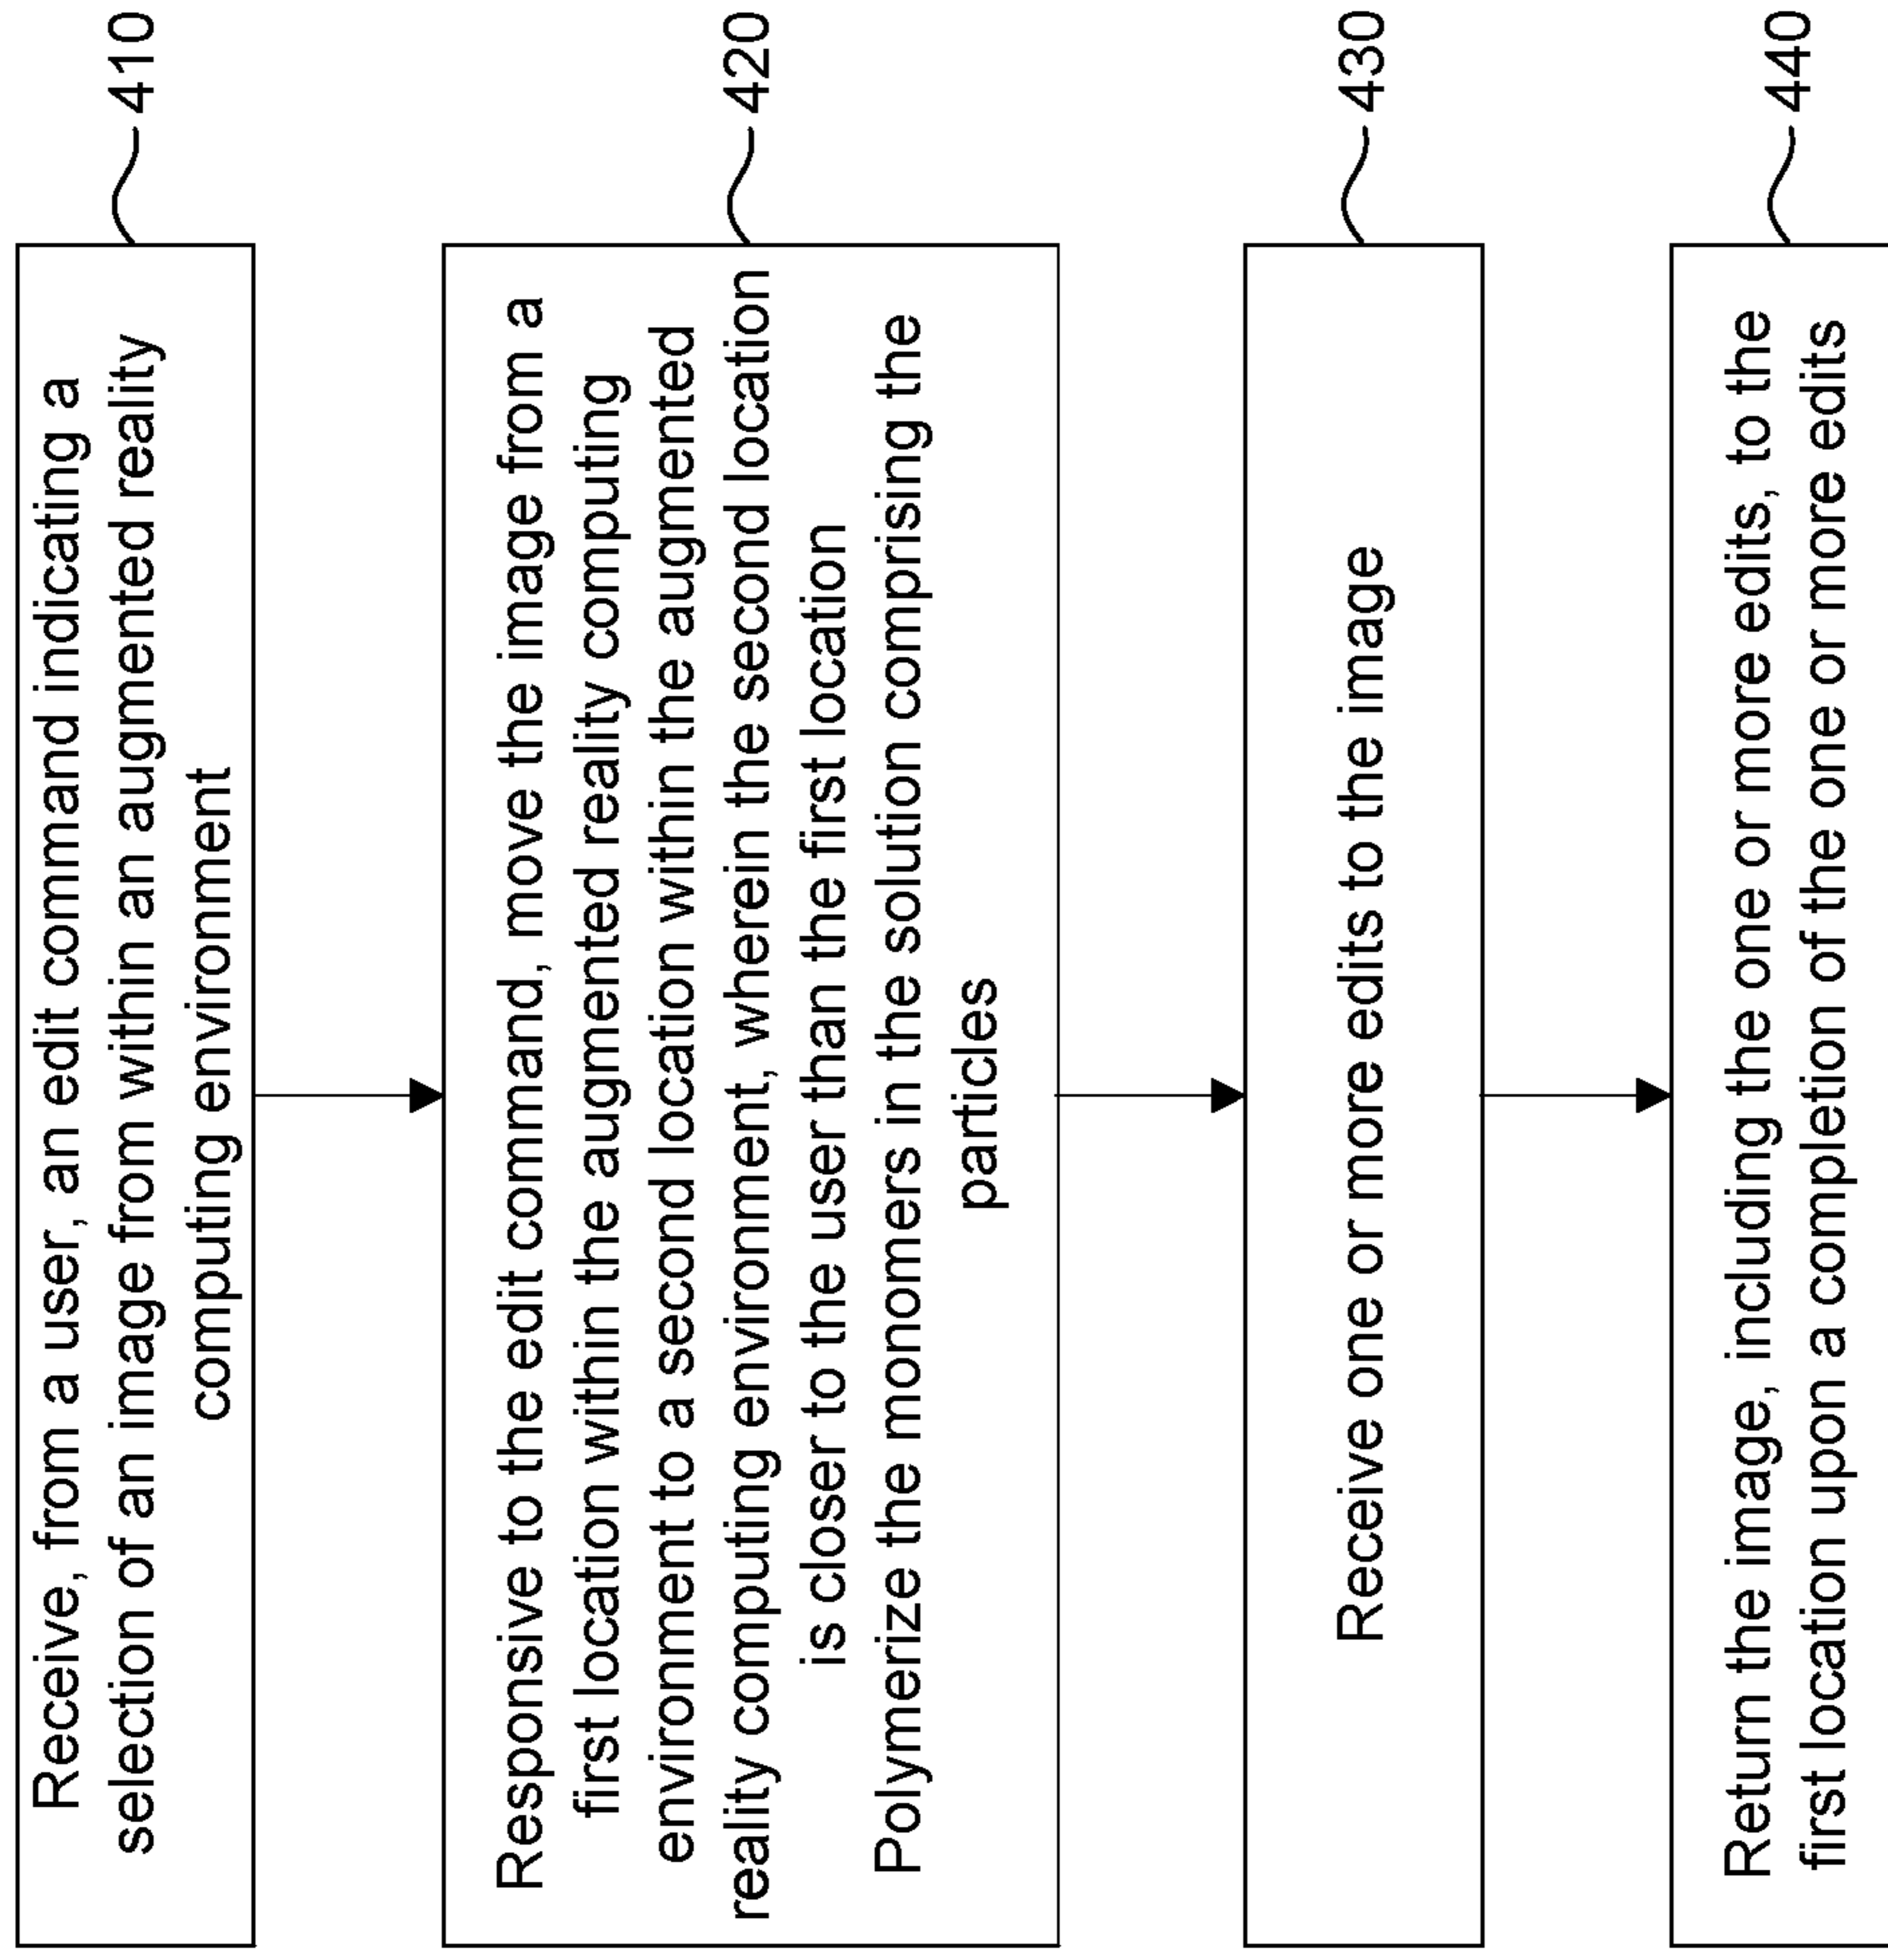 Receive, from a user, an edit command indicating a
selection of an image from within an augmented reality
computing environment
410
Responsive to the edit command, move the image from a
first location within the augmented reality computing
environment to a second location within the augmented
reality computing environment, wherein the second location
is closer to the user than the first location
Polymerize the monomers in the solution comprising the
particles
420
Receive one or more edits to the image
430
Return the image, including the one or more edits, to the
first location upon a completion of the one or more edits
440